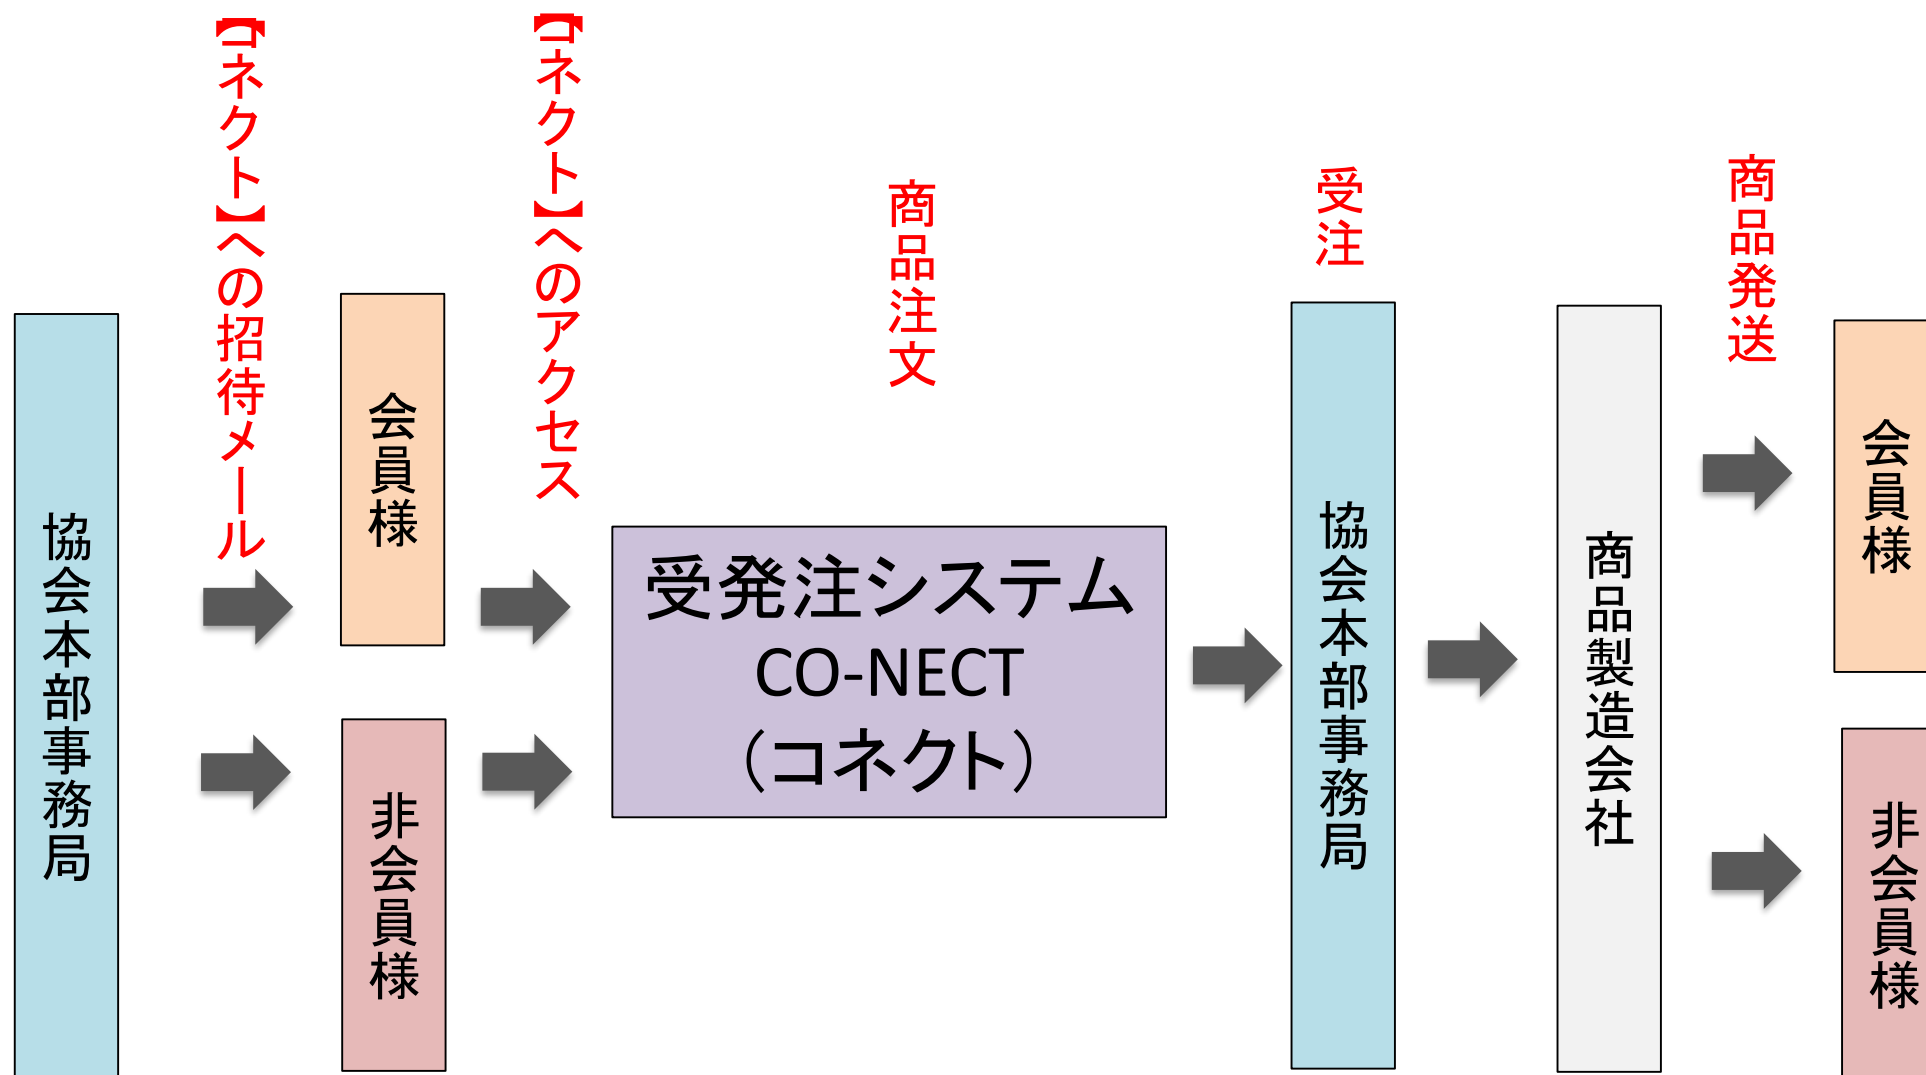 協会本部事務局
【コネクト】への招待メール
会員様
非会員様
【コネクト】へのアクセス
商品注文
受発注システム
CO-NECT
（コネクト）
受注
協会本部事務局
商品製造会社
商品発送
会員様
非会員様